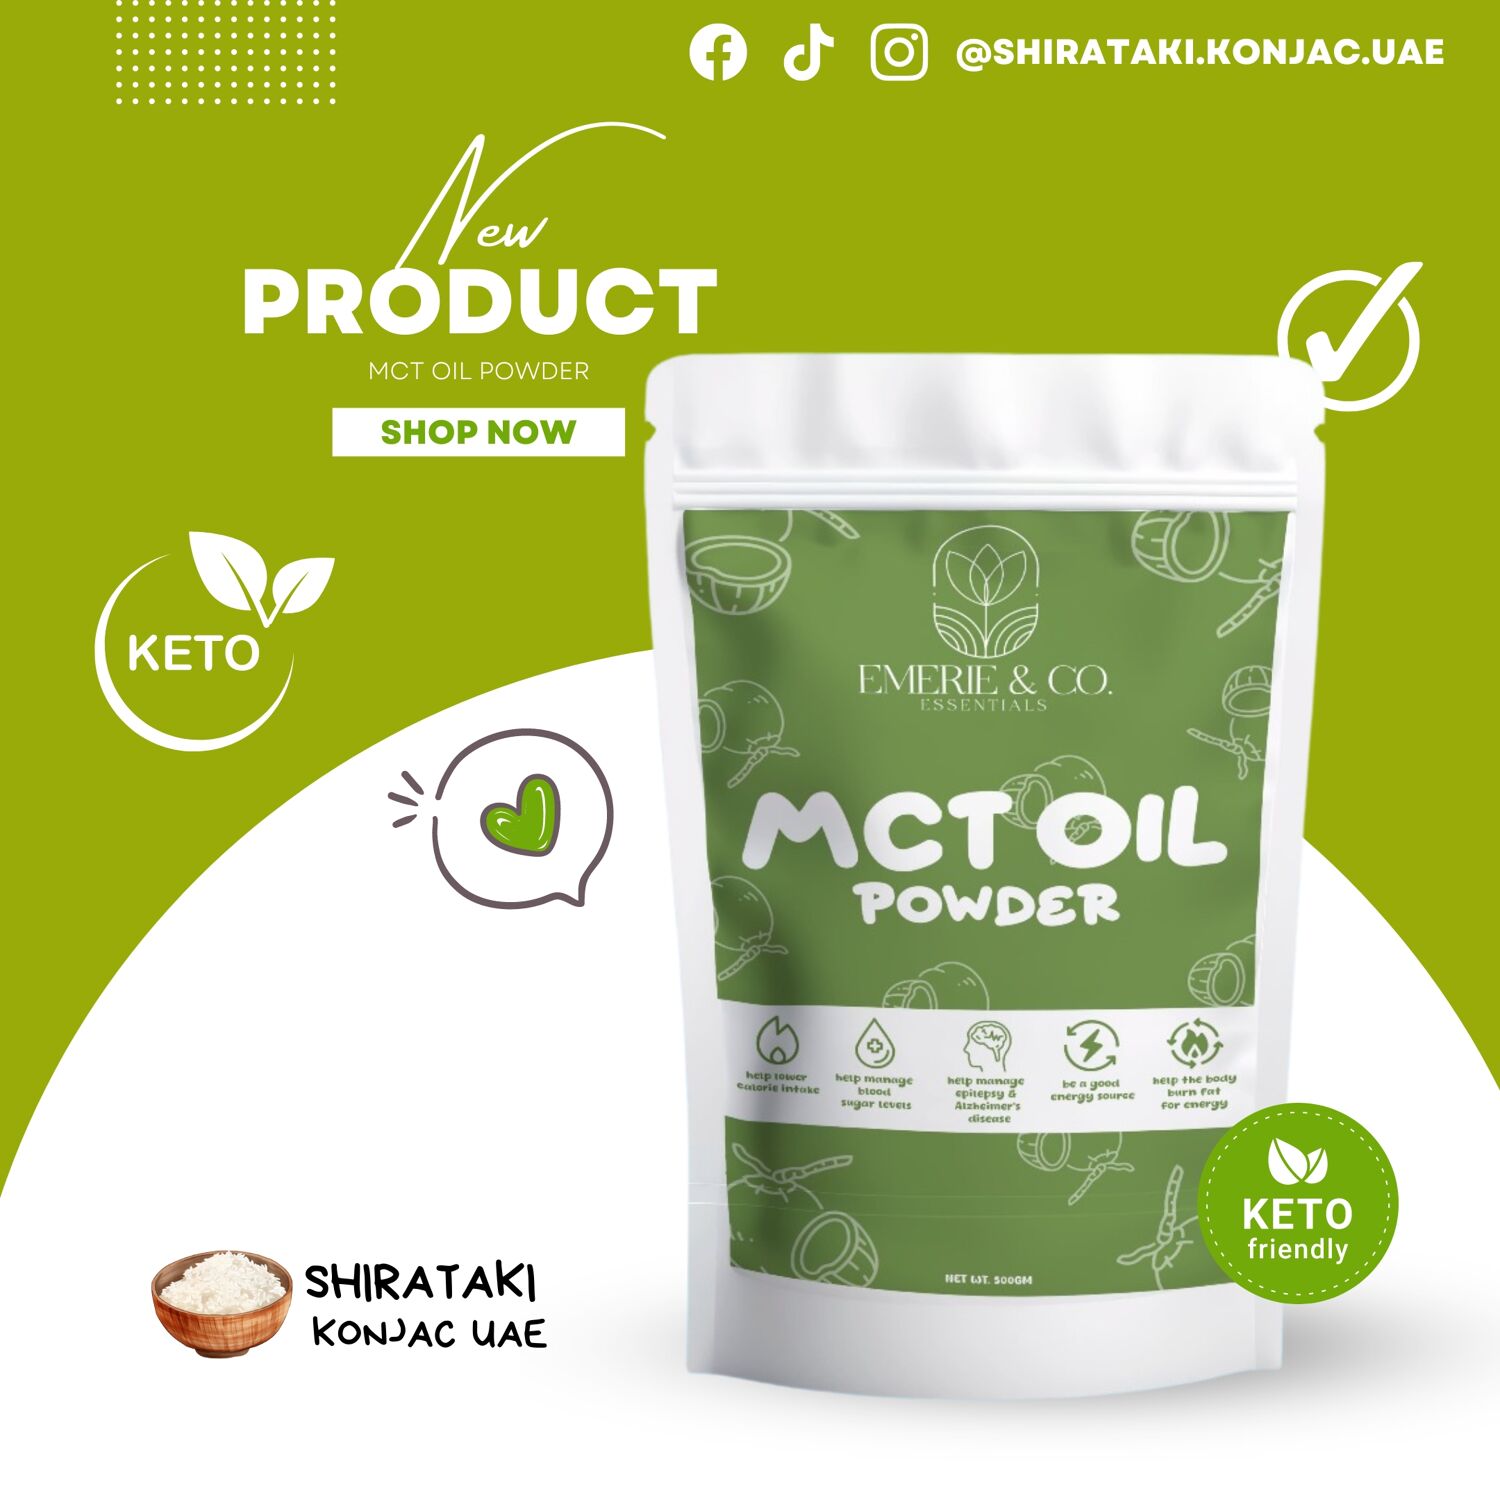 @SHIRATAKI.KONJAC.UAE
New
PRODUCT
MCT OIL POWDER
SHOP NOW
KETO
EMERIE & CO.
ESSENTIALS
MCT OIL
POWDER
help lower
calorie intake
help manage
blood
sugar levels
help manage
epilepsy &
Alzheimer's
disease
be a good
energy source
help the body
burn fat
for energy
KETO
friendly
NET WT. 500GM
SHIRATAKI
KONJAC UAE